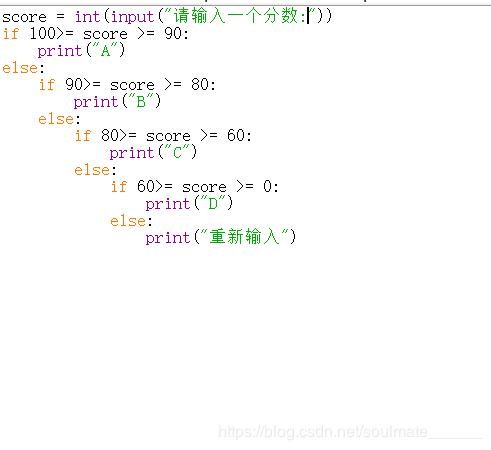 score = int(input("请输入一个分数:"))
if 100>= score >= 90:
    print("A")
else:
    if 90>= score >= 80:
        print("B")
    else:
        if 80>= score >= 60:
            print("C")
        else:
            if 60>= score >= 0:
                print("D")
            else:
                print("重新输入")
https://blog.csdn.net/soulmate______